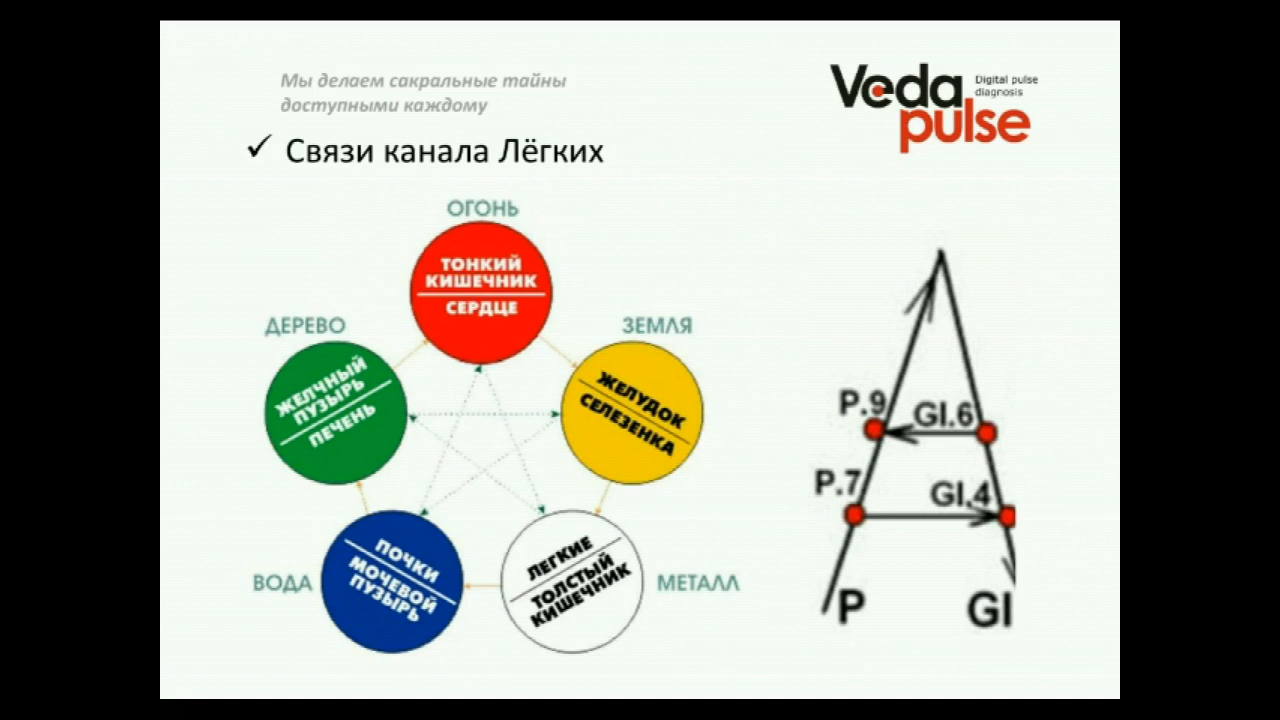 Мы делаем сакральные тайны
доступными каждому
Veda
pulse
Digital pulse
diagnosis
✓ Связи канала Лёгких
ОГОНЬ
ТОНКИЙ
КИШЕЧНИК
СЕРДЦЕ
ДЕРЕВО
ЖЕЛЧНЫЙ
ПУЗЫРЬ
ПЕЧЕНЬ
ЗЕМЛЯ
ЖЕЛУДОК
СЕЛЕЗЕНКА
ВОДА
ПОЧКИ
МОЧЕВОЙ
ПУЗЫРЬ
ЛЕГКИЕ
ТОЛСТЫЙ
КИШЕЧНИК
МЕТАЛЛ
P.9
GI.6
P.7
GI.4
P
GI